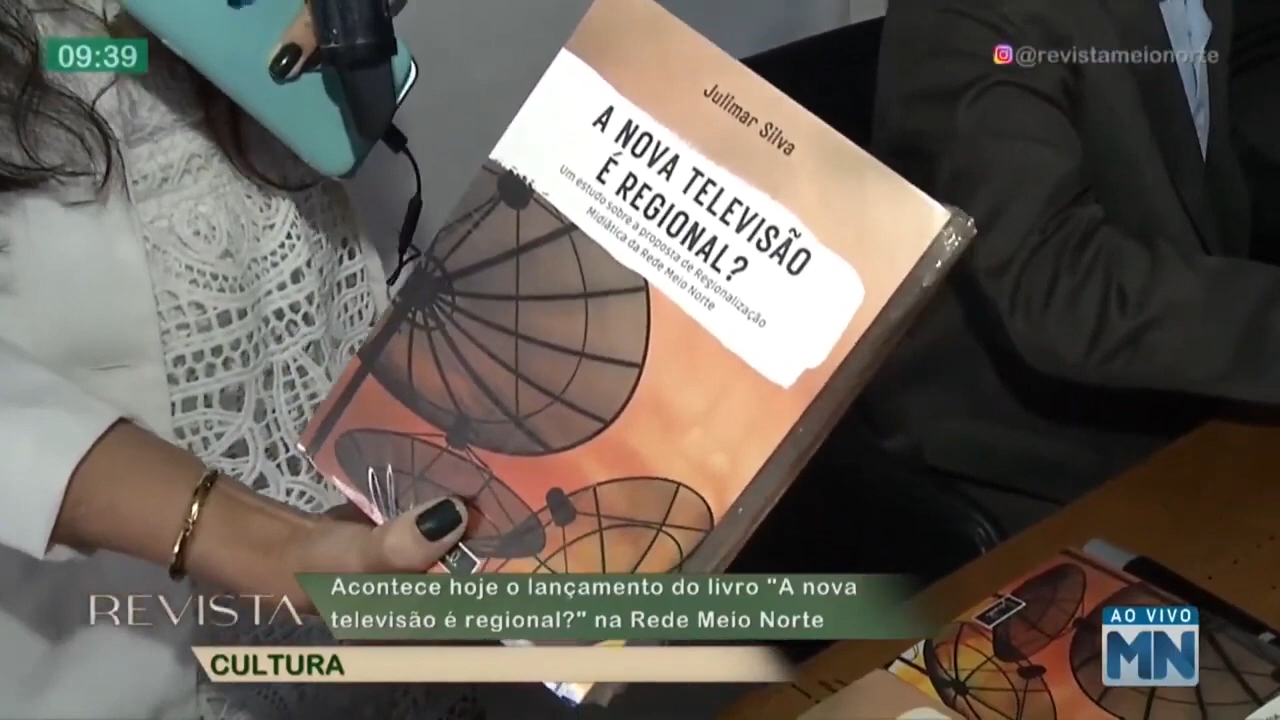 09:39
@revistameionorte
Julimar Silva
A NOVA TELEVISÃO
É REGIONAL?
Um estudo sobre a proposta de Regionalização
Midiática da Rede Meio Norte
Acontece hoje o lançamento do livro "A nova
televisão é regional?" na Rede Meio Norte
REVISTA
CULTURA
AO VIVO
MN